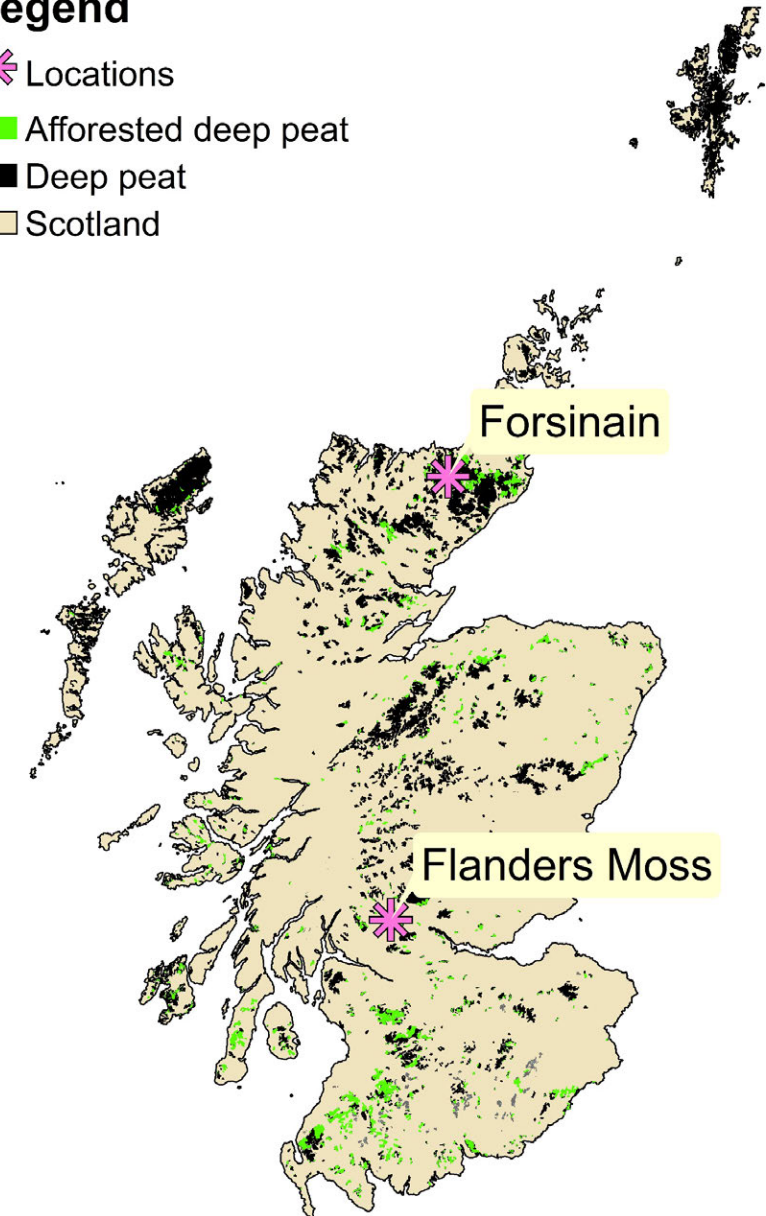 egend
Locations
Afforested deep peat
Deep peat
Scotland
Forsinain
Flanders Moss